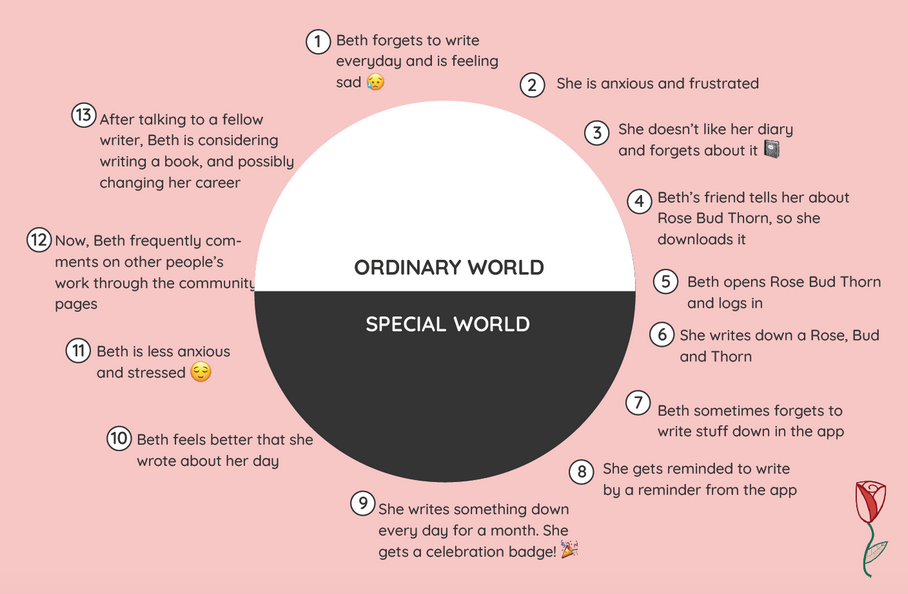 1
Beth forgets to write
everyday and is feeling
sad 😥
2
She is anxious and frustrated
3
She doesn’t like her diary
and forgets about it 📓
4
Beth’s friend tells her about
Rose Bud Thorn, so she
downloads it
5
Beth opens Rose Bud Thorn
and logs in
6
She writes down a Rose, Bud
and Thorn
7
Beth sometimes forgets to
write stuff down in the app
8
She gets reminded to write
by a reminder from the app
9
She writes something down
every day for a month. She
gets a celebration badge! 🎉
10
Beth feels better that she
wrote about her day
11
Beth is less anxious
and stressed 😌
12
Now, Beth frequently com-
ments on other people’s
work through the community
pages
13
After talking to a fellow
writer, Beth is considering
writing a book, and possibly
changing her career
ORDINARY WORLD
SPECIAL WORLD